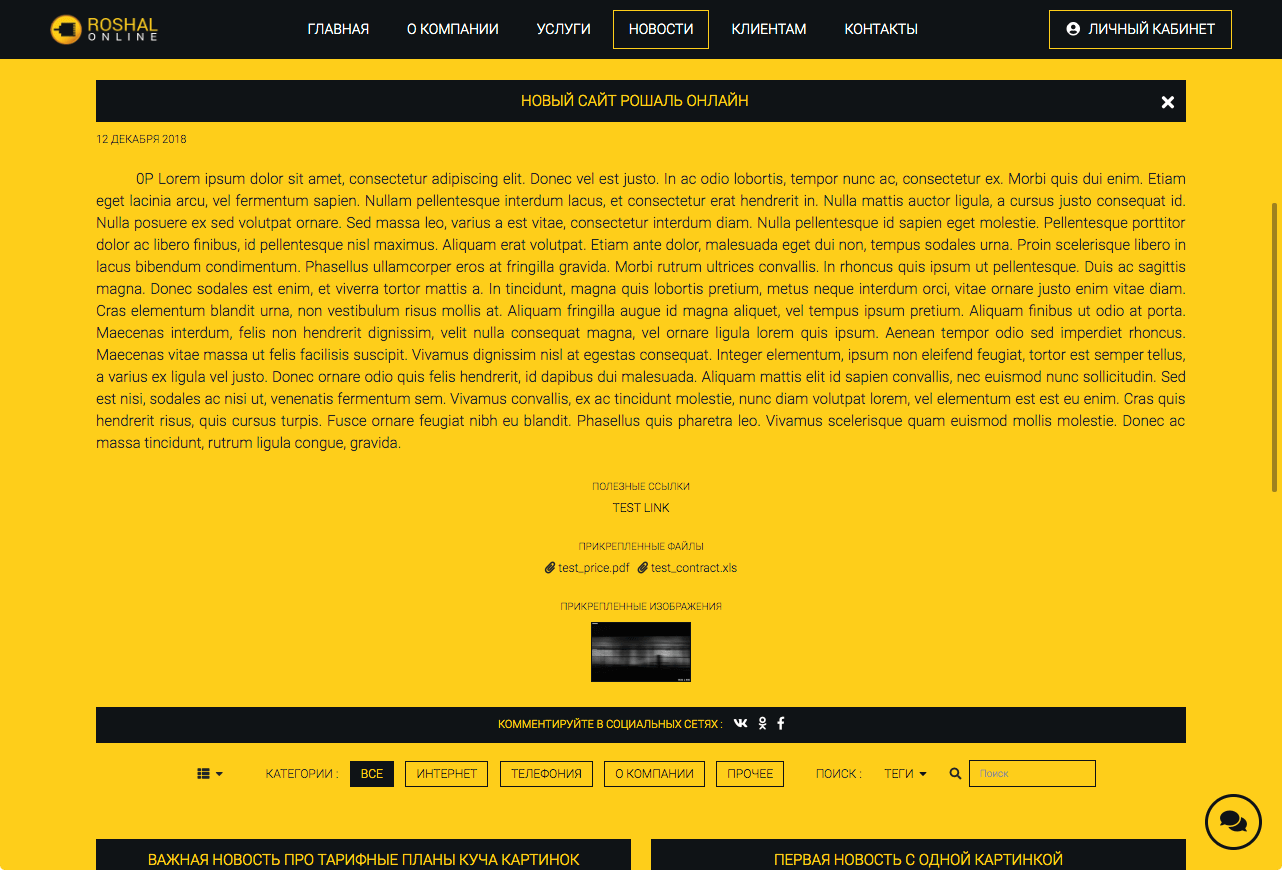 ROSHAL
ONLINE
ГЛАВНАЯ
О КОМПАНИИ
УСЛУГИ
НОВОСТИ
КЛИЕНТАМ
КОНТАКТЫ
ЛИЧНЫЙ КАБИНЕТ
НОВЫЙ САЙТ РОШАЛЬ ОНЛАЙН
12 ДЕКАБРЯ 2018
0P Lorem ipsum dolor sit amet, consectetur adipiscing elit. Donec vel est justo. In ac odio lobortis, tempor nunc ac, consectetur ex. Morbi quis dui enim. Etiam
eget lacinia arcu, vel fermentum sapien. Nullam pellentesque interdum lacus, et consectetur erat hendrerit in. Nulla mattis auctor ligula, a cursus justo consequat id.
Nulla posuere ex sed volutpat ornare. Sed massa leo, varius a est vitae, consectetur interdum diam. Nulla pellentesque id sapien eget molestie. Pellentesque porttitor
dolor ac libero finibus, id pellentesque nisl maximus. Aliquam erat volutpat. Etiam ante dolor, malesuada eget dui non, tempus sodales urna. Proin scelerisque libero in
lacus bibendum condimentum. Phasellus ullamcorper eros at fringilla gravida. Morbi rutrum ultrices convallis. In rhoncus quis ipsum ut pellentesque. Duis ac sagittis
magna. Donec sodales est enim, et viverra tortor mattis a. In tincidunt, magna quis lobortis pretium, metus neque interdum orci, vitae ornare justo enim vitae diam.
Cras elementum blandit urna, non vestibulum risus mollis at. Aliquam fringilla augue id magna aliquet, vel tempus ipsum pretium. Aliquam finibus ut odio at porta.
Maecenas interdum, felis non hendrerit dignissim, velit nulla consequat magna, vel ornare ligula lorem quis ipsum. Aenean tempor odio sed imperdiet rhoncus.
Maecenas vitae massa ut felis facilisis suscipit. Vivamus dignissim nisl at egestas consequat. Integer elementum, ipsum non eleifend feugiat, tortor est semper tellus,
a varius ex ligula vel justo. Donec ornare odio quis felis hendrerit, id dapibus dui malesuada. Aliquam mattis elit id sapien convallis, nec euismod nunc sollicitudin. Sed
est nisi, sodales ac nisi ut, venenatis fermentum sem. Vivamus convallis, ex ac tincidunt molestie, nunc diam volutpat lorem, vel elementum est est eu enim. Cras quis
hendrerit risus, quis cursus turpis. Fusce ornare feugiat nibh eu blandit. Phasellus quis pharetra leo. Vivamus scelerisque quam euismod mollis molestie. Donec ac
massa tincidunt, rutrum ligula congue, gravida.
ПОЛЕЗНЫЕ ССЫЛКИ
TEST LINK
ПРИКРЕПЛЕННЫЕ ФАЙЛЫ
test_price.pdf test_contract.xls
ПРИКРЕПЛЕННЫЕ ИЗОБРАЖЕНИЯ
КОММЕНТИРУЙТЕ В СОЦИАЛЬНЫХ СЕТЯХ :
КАТЕГОРИИ :
ВСЕ
ИНТЕРНЕТ
ТЕЛЕФОНИЯ
О КОМПАНИИ
ПРОЧЕЕ
ПОИСК :
ТЕГИ
Поиск
ВАЖНАЯ НОВОСТЬ ПРО ТАРИФНЫЕ ПЛАНЫ КУЧА КАРТИНОК
ПЕРВАЯ НОВОСТЬ С ОДНОЙ КАРТИНКОЙ